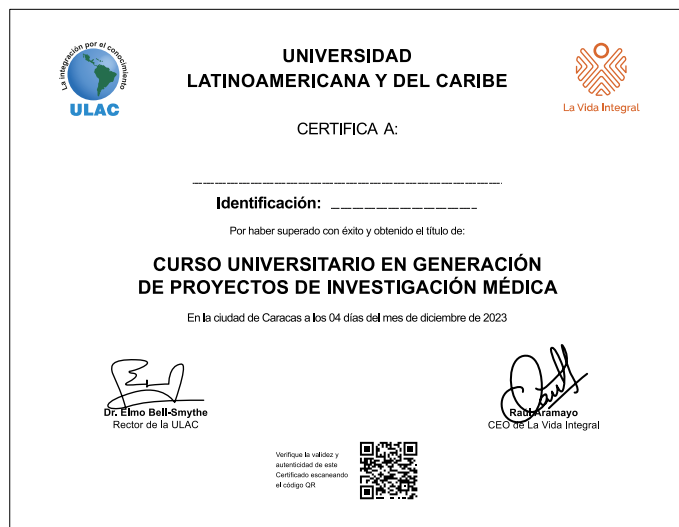 La integración por el conocimiento
ULAC
UNIVERSIDAD
LATINOAMERICANA Y DEL CARIBE
La Vida Integral
CERTIFICA A:
Identificación:
Por haber superado con éxito y obtenido el título de:
CURSO UNIVERSITARIO EN GENERACIÓN
DE PROYECTOS DE INVESTIGACIÓN MÉDICA
En la ciudad de Caracas a los 04 días del mes de diciembre de 2023
Dr. Elmo Bell-Smythe
Rector de la ULAC
Raúl Aramayo
CEO de La Vida Integral
Verifique la validez y
autenticidad de este
Certificado escaneando
el código QR